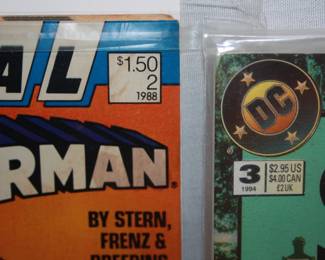 AL
$1.50
2
1988
RMAN
BY STERN,
FRENZ &
BREEDING
DC
3
1994
$2.95 US
$4.00 CAN
£2 UK